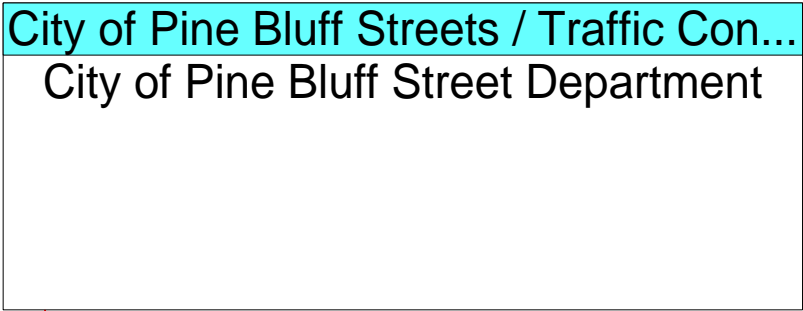 City of Pine Bluff Streets / Traffic Con...
City of Pine Bluff Street Department